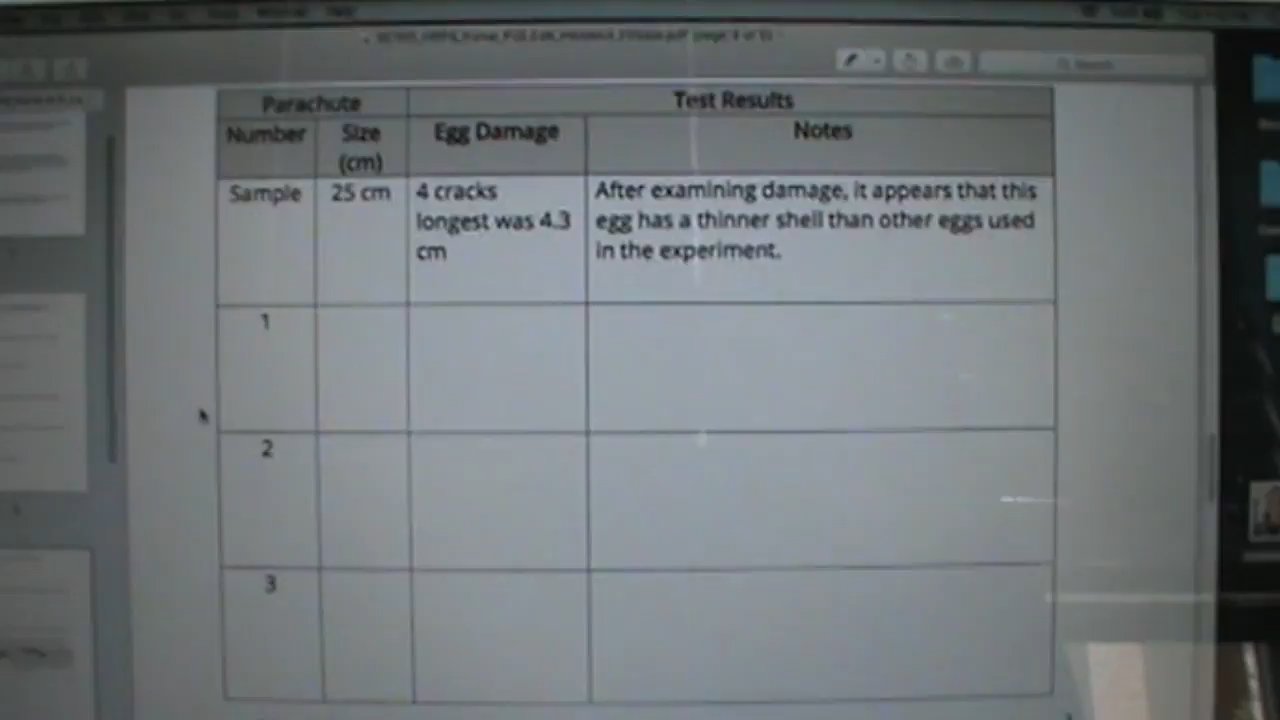 Parachute
Test Results
Number
Size
(cm)
Egg Damage
Notes
Sample
25 cm
4 cracks
longest was 4.3
cm
After examining damage, it appears that this
egg has a thinner shell than other eggs used
in the experiment.
1
2
3